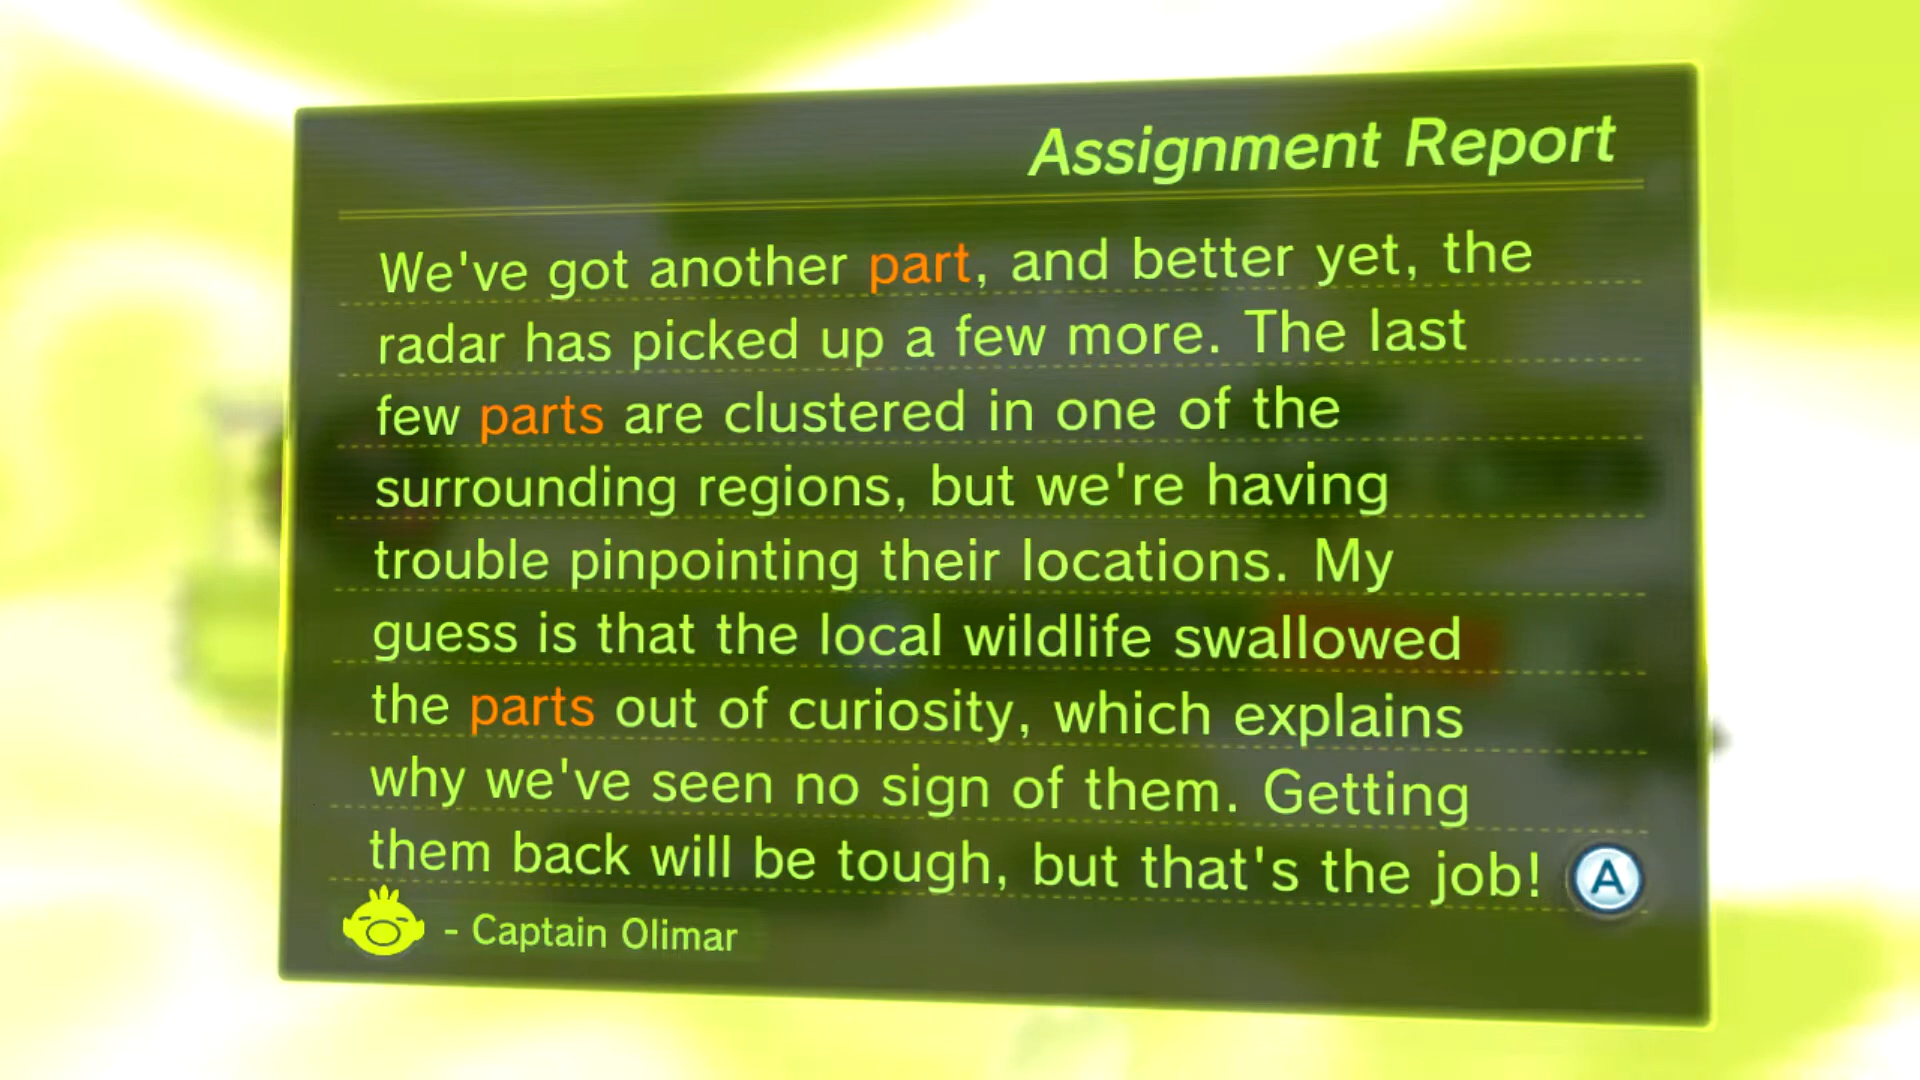 Assignment Report
We've got another part, and better yet, the
radar has picked up a few more. The last
few parts are clustered in one of the
surrounding regions, but we're having
trouble pinpointing their locations. My
guess is that the local wildlife swallowed
the parts out of curiosity, which explains
why we've seen no sign of them. Getting
them back will be tough, but that's the job!
A
- Captain Olimar